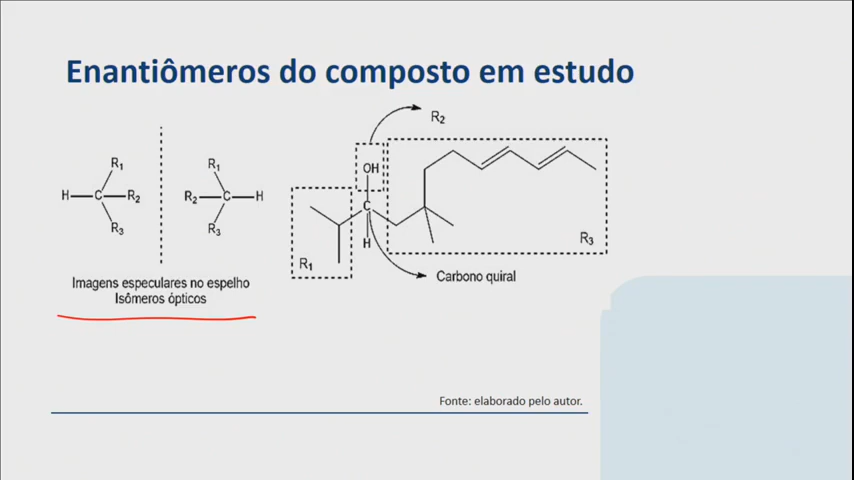 Enantiômeros do composto em estudo
R₁
H C R₂
R₃
R₁
R₂ C H
R₃
Imagens especulares no espelho
Isômeros ópticos
R₂
OH
C
H
R₁
R₃
Carbono quiral
Fonte: elaborado pelo autor.